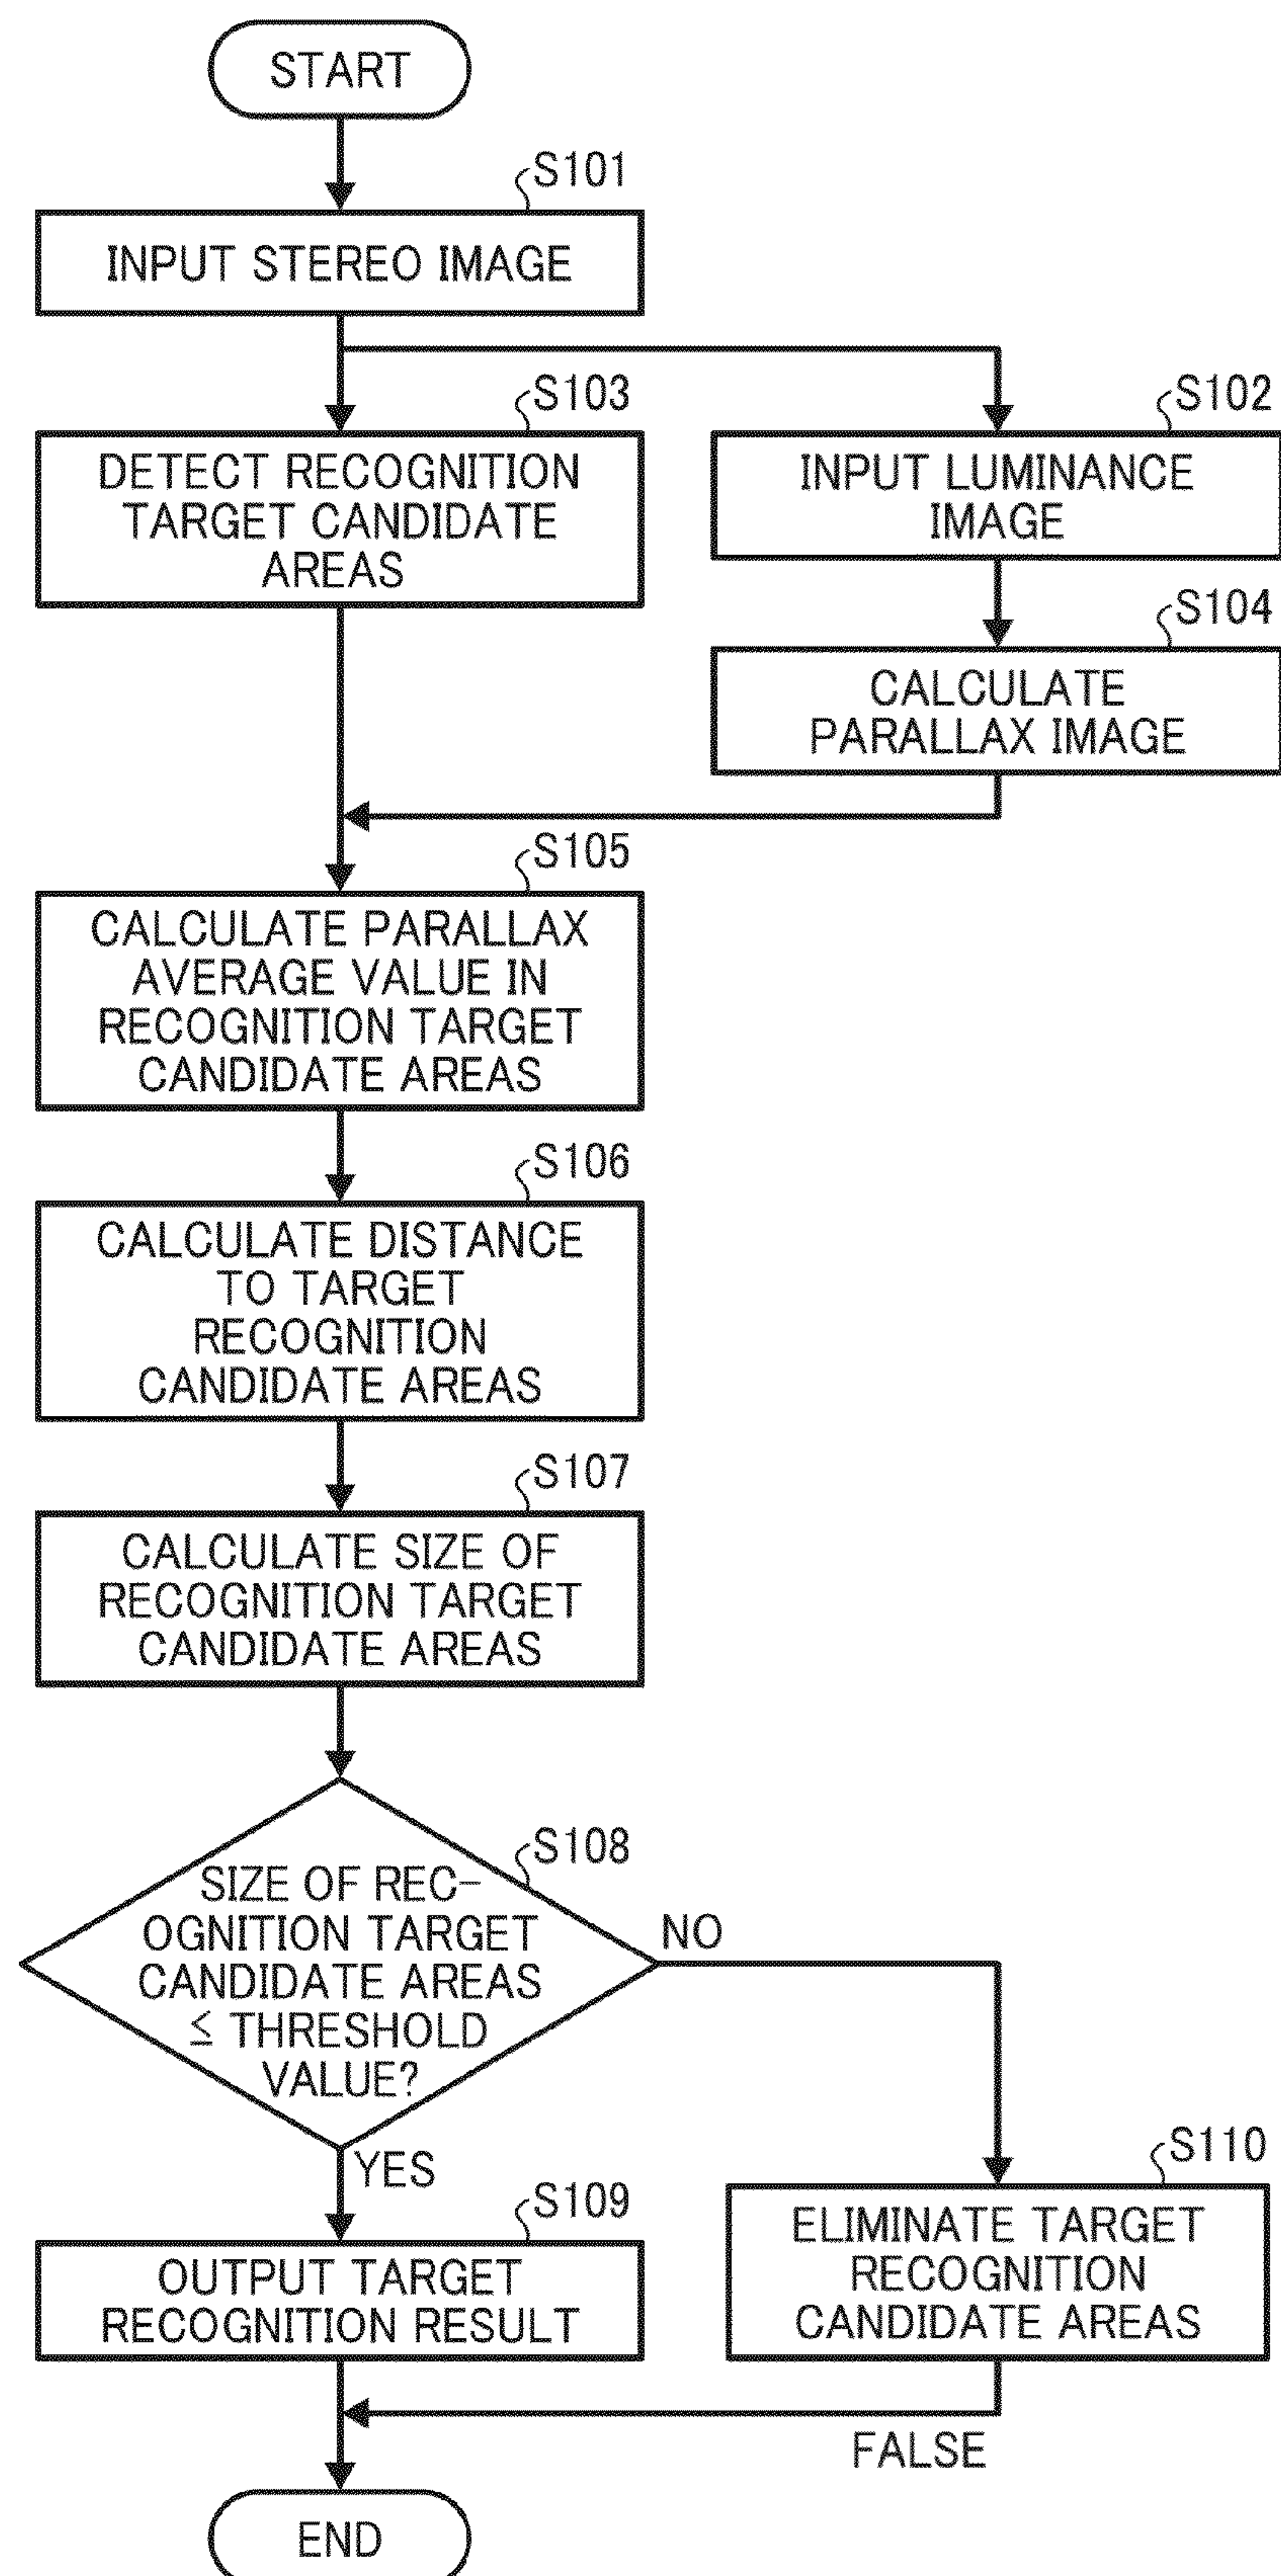 START
S101
INPUT STEREO IMAGE
S103
DETECT RECOGNITION
TARGET CANDIDATE
AREAS
S102
INPUT LUMINANCE
IMAGE
S104
CALCULATE
PARALLAX IMAGE
S105
CALCULATE PARALLAX
AVERAGE VALUE IN
RECOGNITION TARGET
CANDIDATE AREAS
S106
CALCULATE DISTANCE
TO TARGET
RECOGNITION
CANDIDATE AREAS
S107
CALCULATE SIZE OF
RECOGNITION TARGET
CANDIDATE AREAS
S108
SIZE OF REC-
OGNITION TARGET
CANDIDATE AREAS
≤ THRESHOLD
VALUE?
NO
YES
S109
OUTPUT TARGET
RECOGNITION RESULT
S110
ELIMINATE TARGET
RECOGNITION
CANDIDATE AREAS
FALSE
END